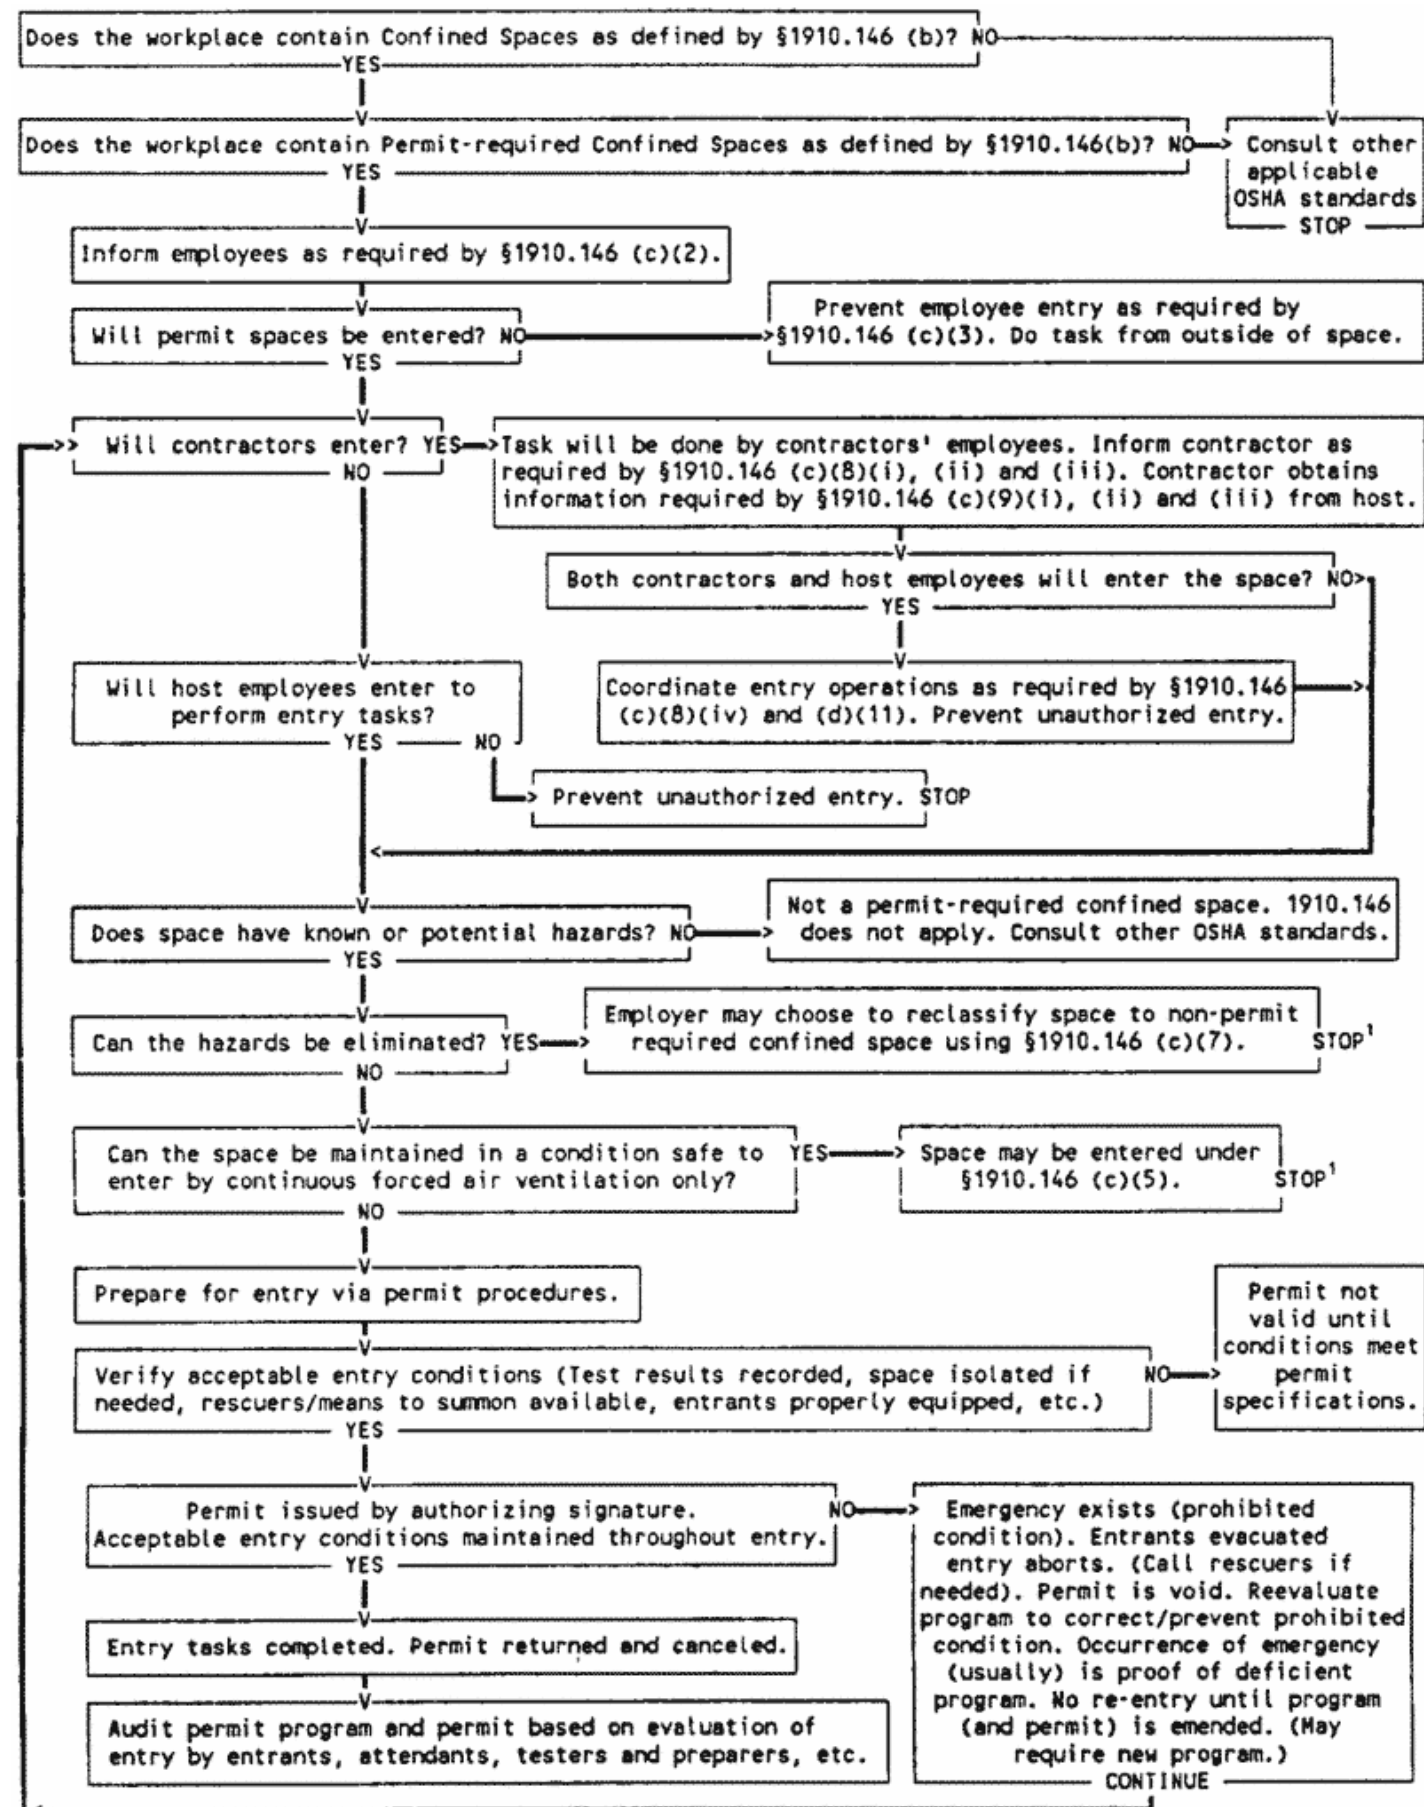 Does the workplace contain Confined Spaces as defined by §1910.146 (b)? NO
YES
Does the workplace contain Permit-required Confined Spaces as defined by §1910.146(b)? NO
YES
Consult other
applicable
OSHA standards
STOP
Inform employees as required by §1910.146 (c)(2).
Will permit spaces be entered? NO
YES
Prevent employee entry as required by
§1910.146 (c)(3). Do task from outside of space.
Will contractors enter? YES
NO
Task will be done by contractors' employees. Inform contractor as
required by §1910.146 (c)(8)(i), (ii) and (iii). Contractor obtains
information required by §1910.146 (c)(9)(i), (ii) and (iii) from host.
Both contractors and host employees will enter the space? NO
YES
Will host employees enter to
perform entry tasks?
YES NO
Coordinate entry operations as required by §1910.146
(c)(8)(iv) and (d)(11). Prevent unauthorized entry.
Prevent unauthorized entry. STOP
Does space have known or potential hazards? NO
YES
Not a permit-required confined space. 1910.146
does not apply. Consult other OSHA standards.
Can the hazards be eliminated? YES
NO
Employer may choose to reclassify space to non-permit
required confined space using §1910.146 (c)(7). STOP¹
Can the space be maintained in a condition safe to
enter by continuous forced air ventilation only?
YES
NO
Space may be entered under
§1910.146 (c)(5). STOP¹
Prepare for entry via permit procedures.
Verify acceptable entry conditions (Test results recorded, space isolated if
needed, rescuers/means to summon available, entrants properly equipped, etc.)
NO
YES
Permit not
valid until
conditions meet
permit
specifications.
Permit issued by authorizing signature.
Acceptable entry conditions maintained throughout entry.
NO
YES
Emergency exists (prohibited
condition). Entrants evacuated
entry aborts. (Call rescuers if
needed). Permit is void. Reevaluate
program to correct/prevent prohibited
condition. Occurrence of emergency
(usually) is proof of deficient
program. No re-entry until program
(and permit) is emended. (May
require new program.)
CONTINUE
Entry tasks completed. Permit returned and canceled.
Audit permit program and permit based on evaluation of
entry by entrants, attendants, testers and preparers, etc.